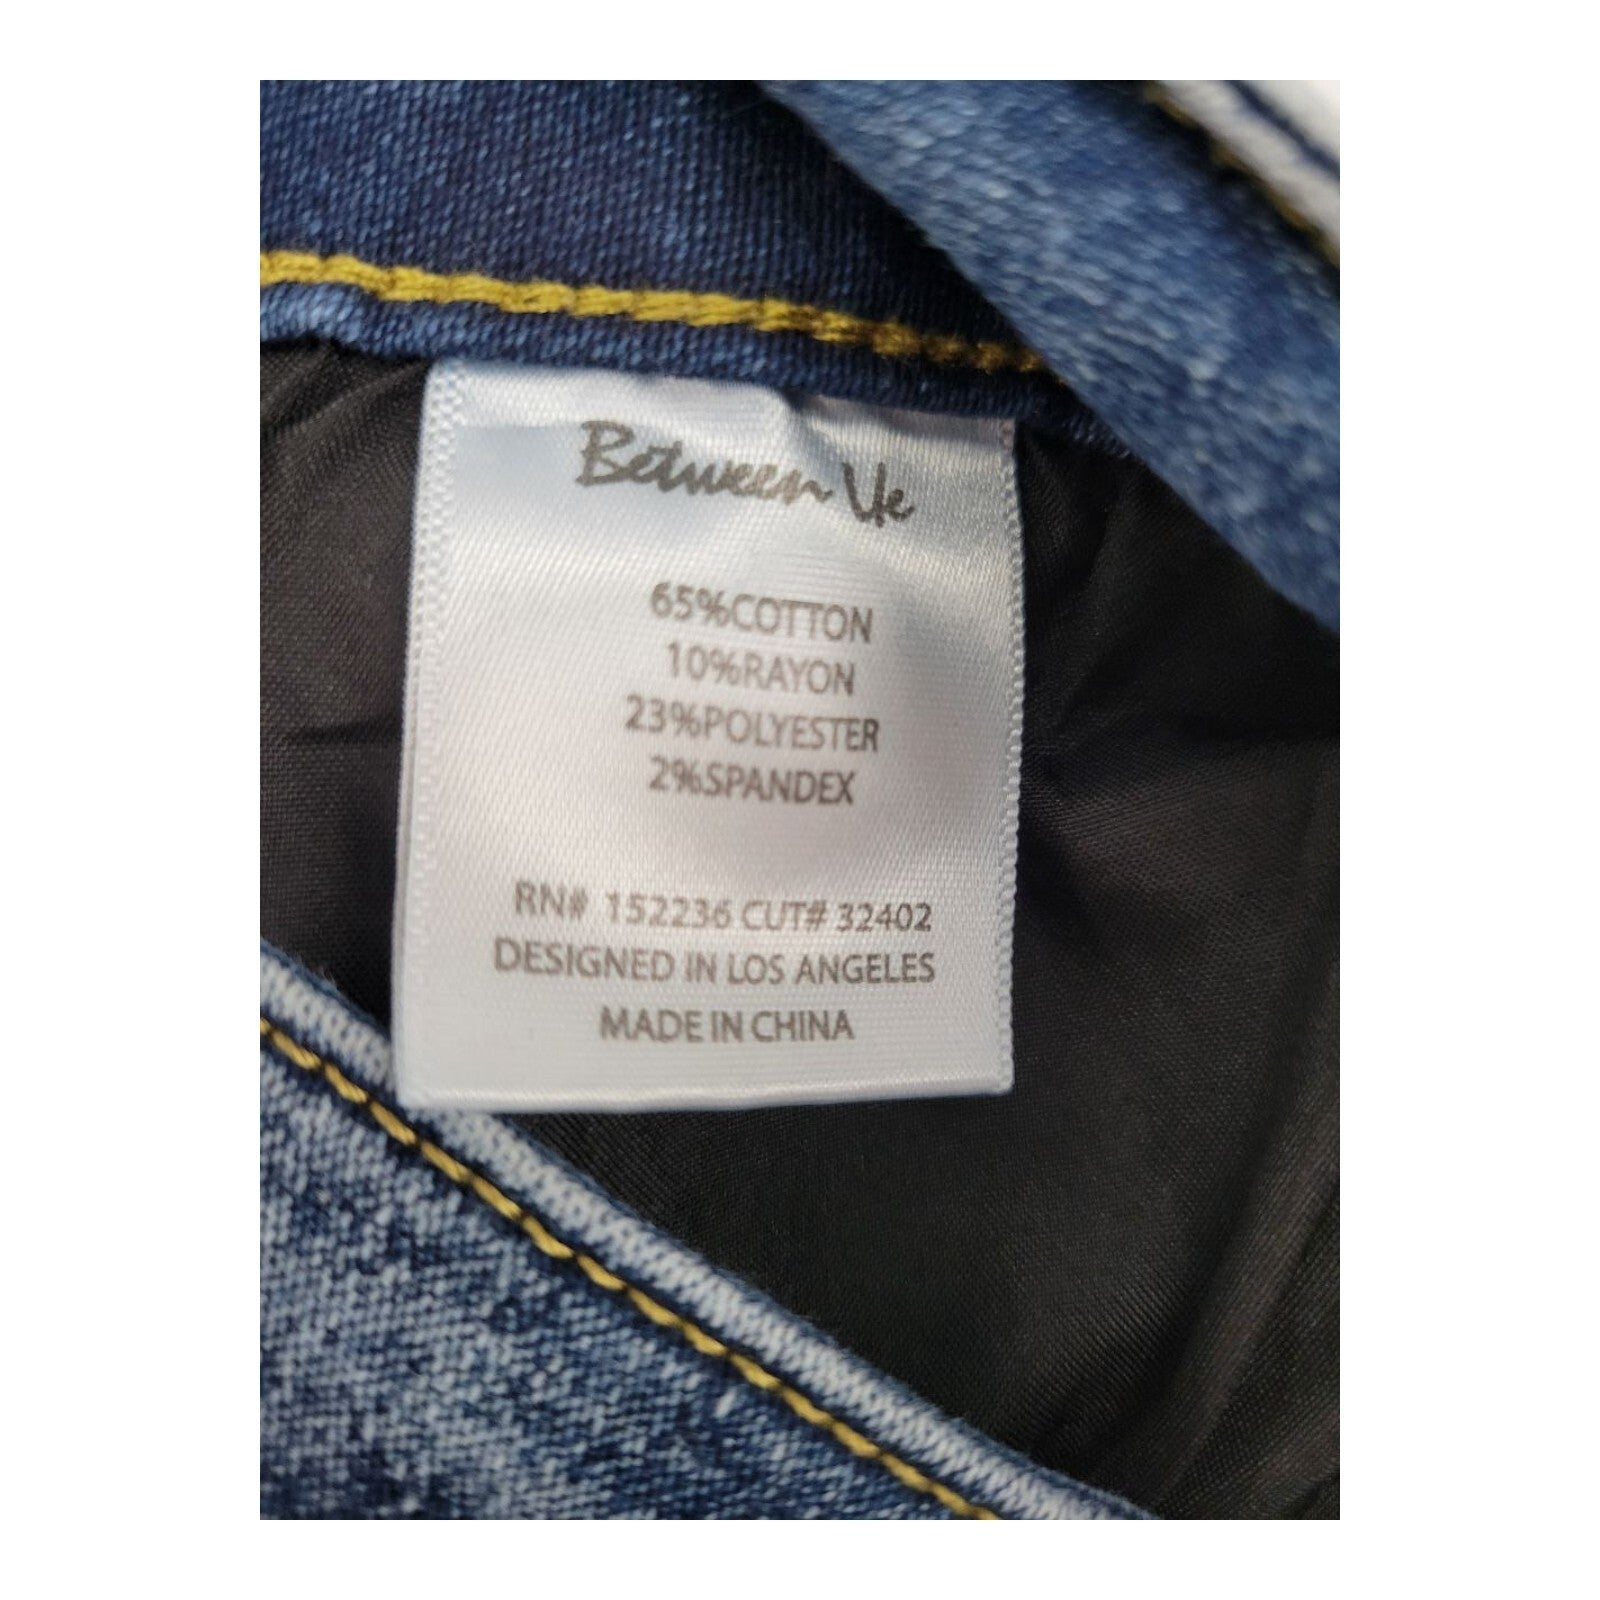 Between Us
65%COTTON
10%RAYON
23%POLYESTER
2%SPANDEX
RN# 152236 CUT# 32402
DESIGNED IN LOS ANGELES
MADE IN CHINA